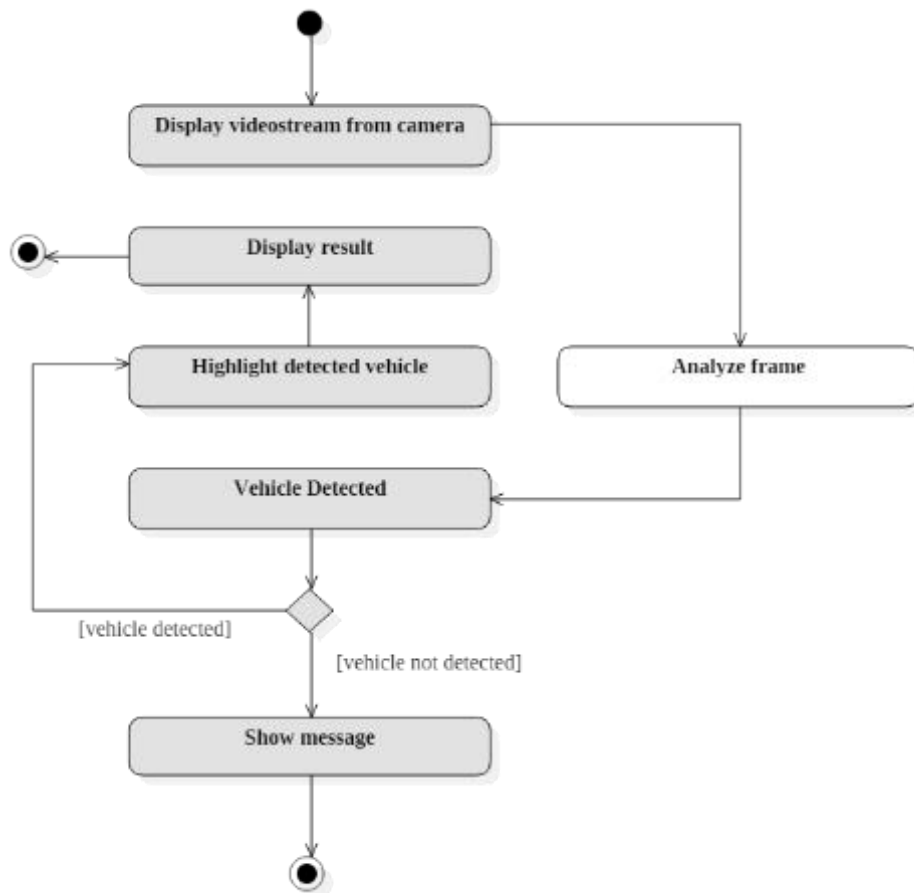 Display videostream from camera
Display result
Highlight detected vehicle
Analyze frame
Vehicle Detected
[vehicle detected]
[vehicle not detected]
Show message